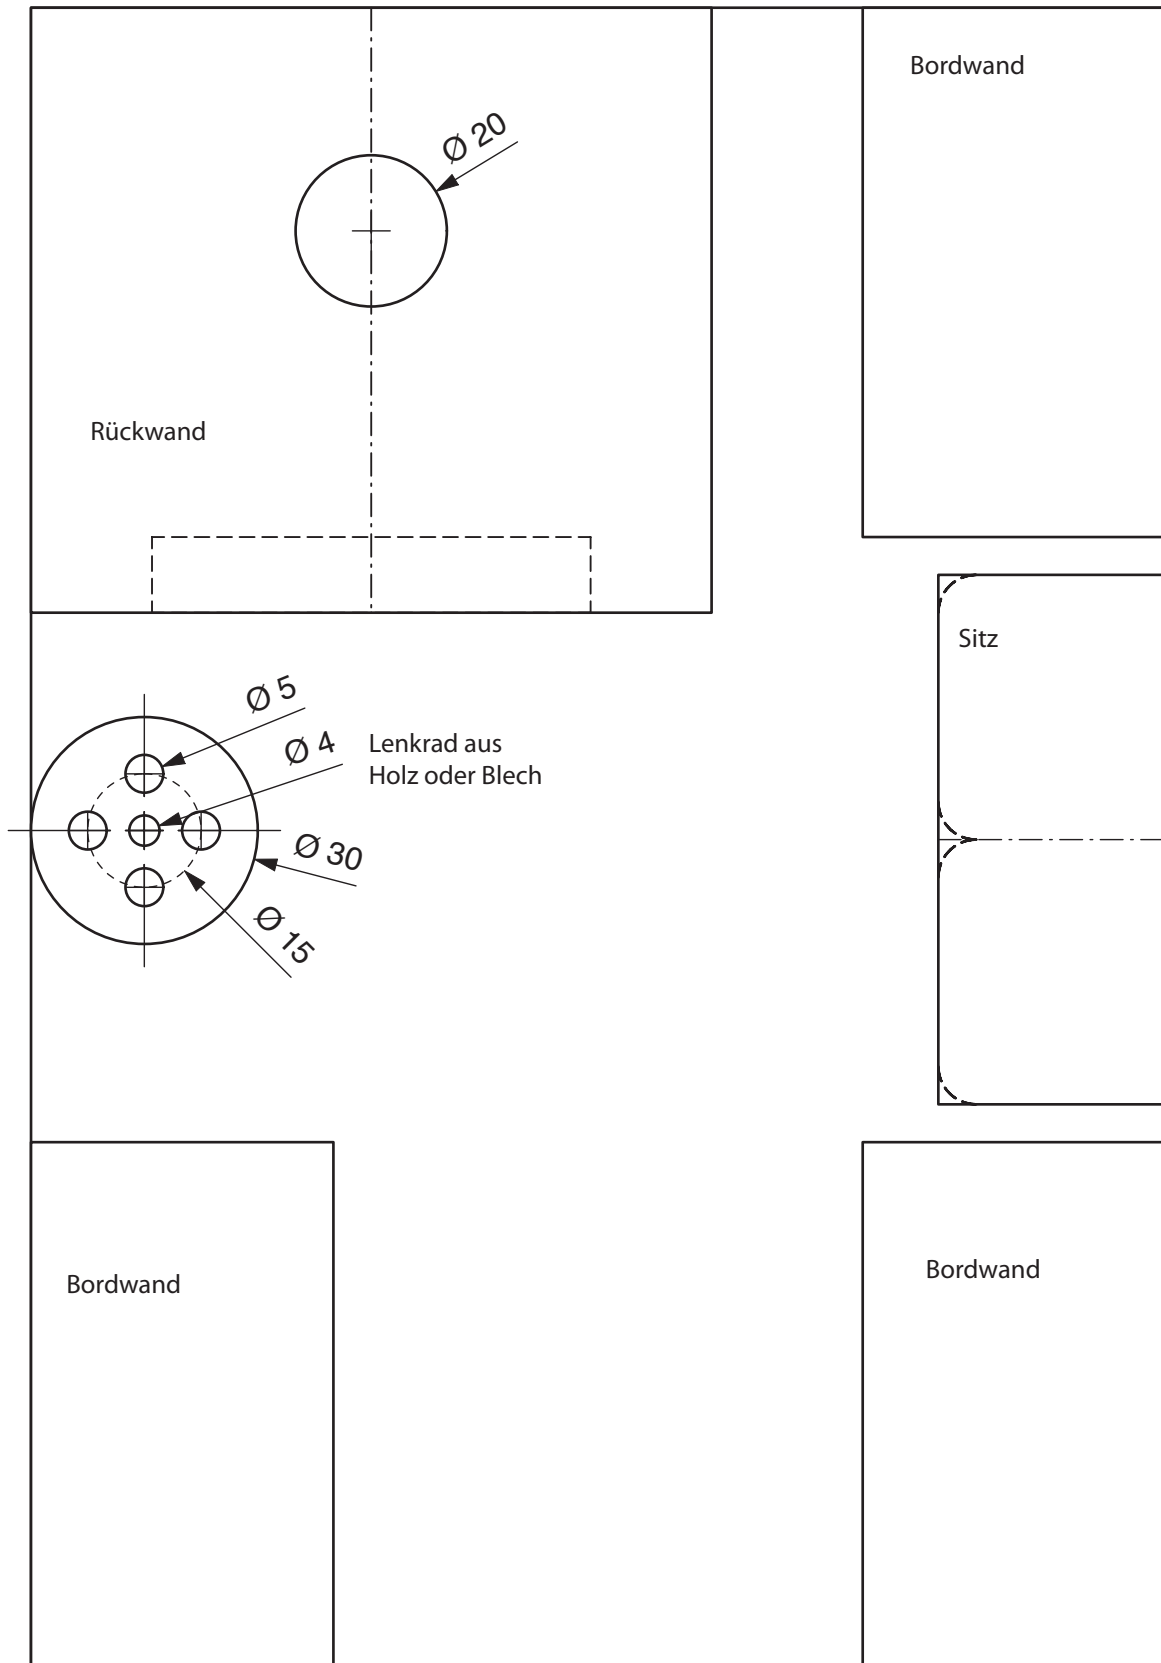 Bordwand
Ø 20
Rückwand
Sitz
Ø 5
Ø 4
Lenkrad aus
Holz oder Blech
Ø 30
Ø 15
Bordwand
Bordwand